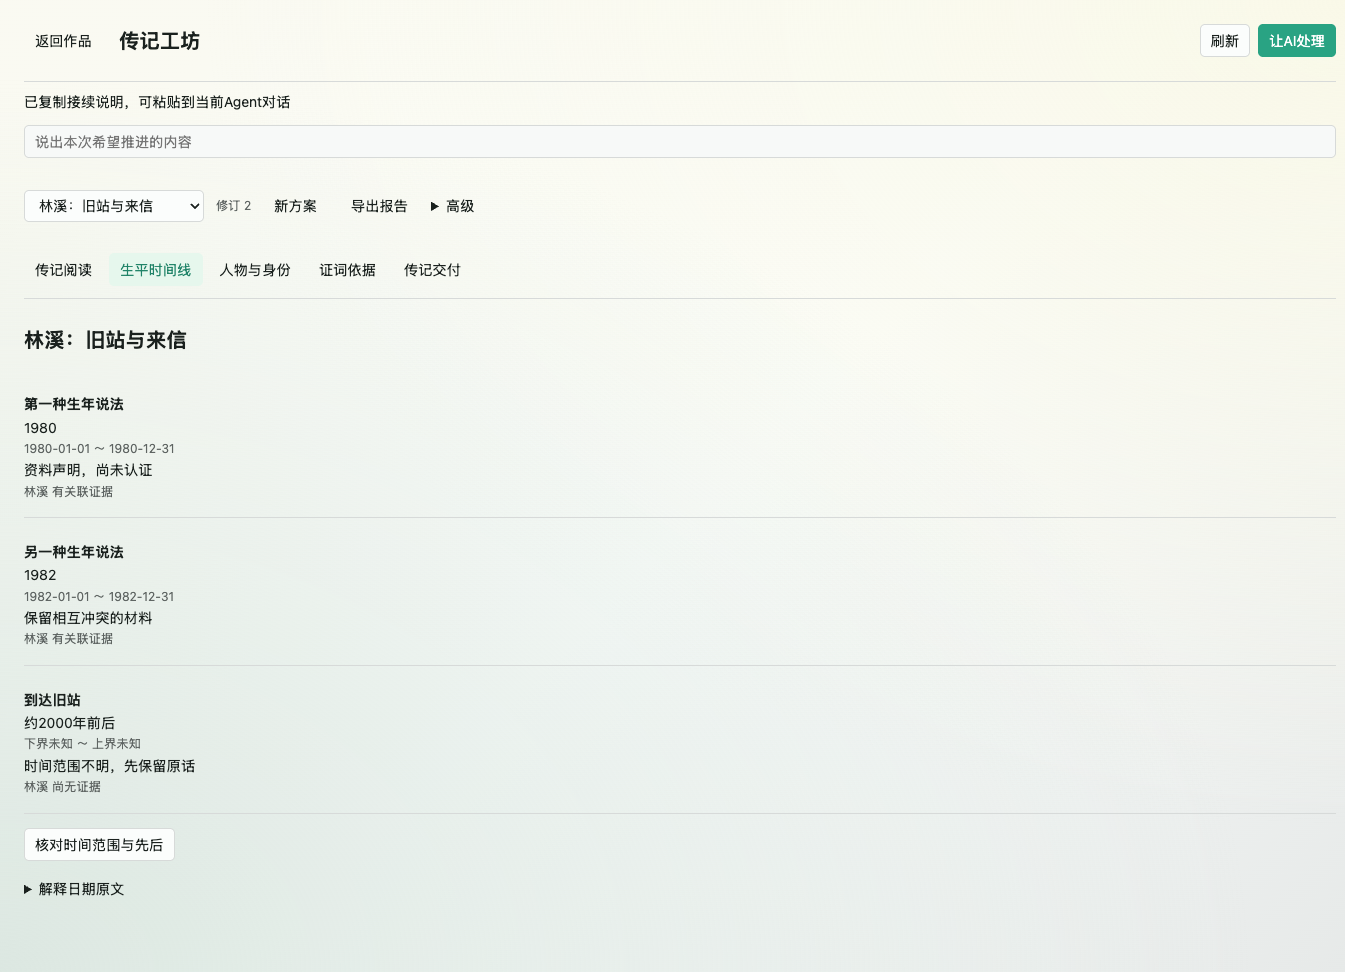 返回作品 传记工坊 刷新 让AI处理
已复制接续说明，可粘贴到当前Agent对话
说出本次希望推进的内容
林溪：旧站与来信 修订 2 新方案 导出报告 ▶ 高级
传记阅读 生平时间线 人物与身份 证词依据 传记交付
林溪：旧站与来信
第一种生年说法
1980
1980-01-01 ～ 1980-12-31
资料声明，尚未认证
林溪 有关联证据
另一种生年说法
1982
1982-01-01 ～ 1982-12-31
保留相互冲突的材料
林溪 有关联证据
到达旧站
约2000年前后
下界未知 ～ 上界未知
时间范围不明，先保留原话
林溪 尚无证据
核对时间范围与先后
▶ 解释日期原文